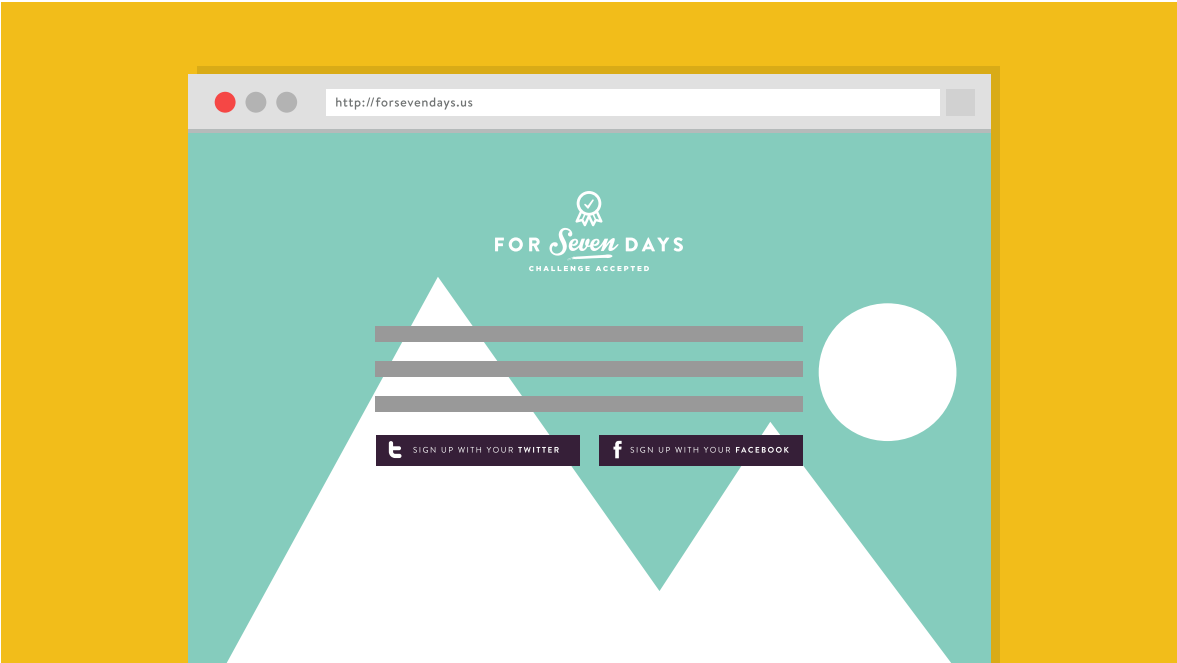 http://forsevendays.us
FOR Seven DAYS
CHALLENGE ACCEPTED
SIGN UP WITH YOUR TWITTER
SIGN UP WITH YOUR FACEBOOK